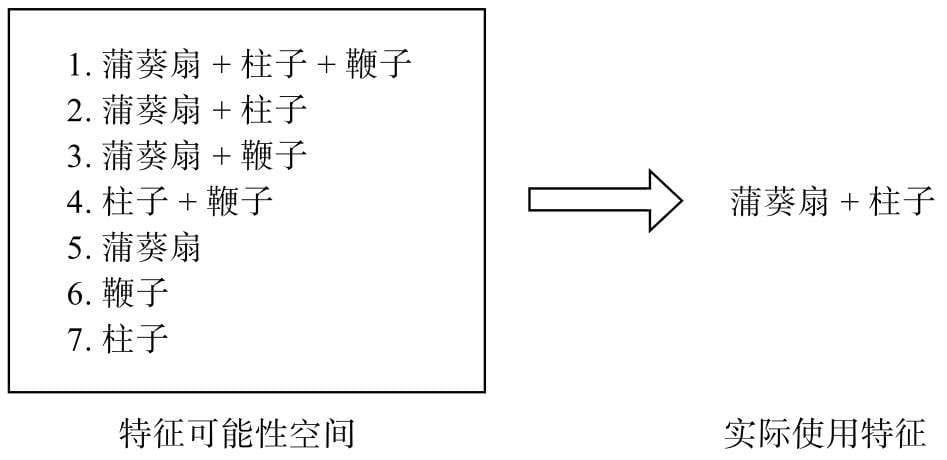 1. 蒲葵扇 + 柱子 + 鞭子
2. 蒲葵扇 + 柱子
3. 蒲葵扇 + 鞭子
4. 柱子 + 鞭子
5. 蒲葵扇
6. 鞭子
7. 柱子
特征可能性空间
蒲葵扇 + 柱子
实际使用特征